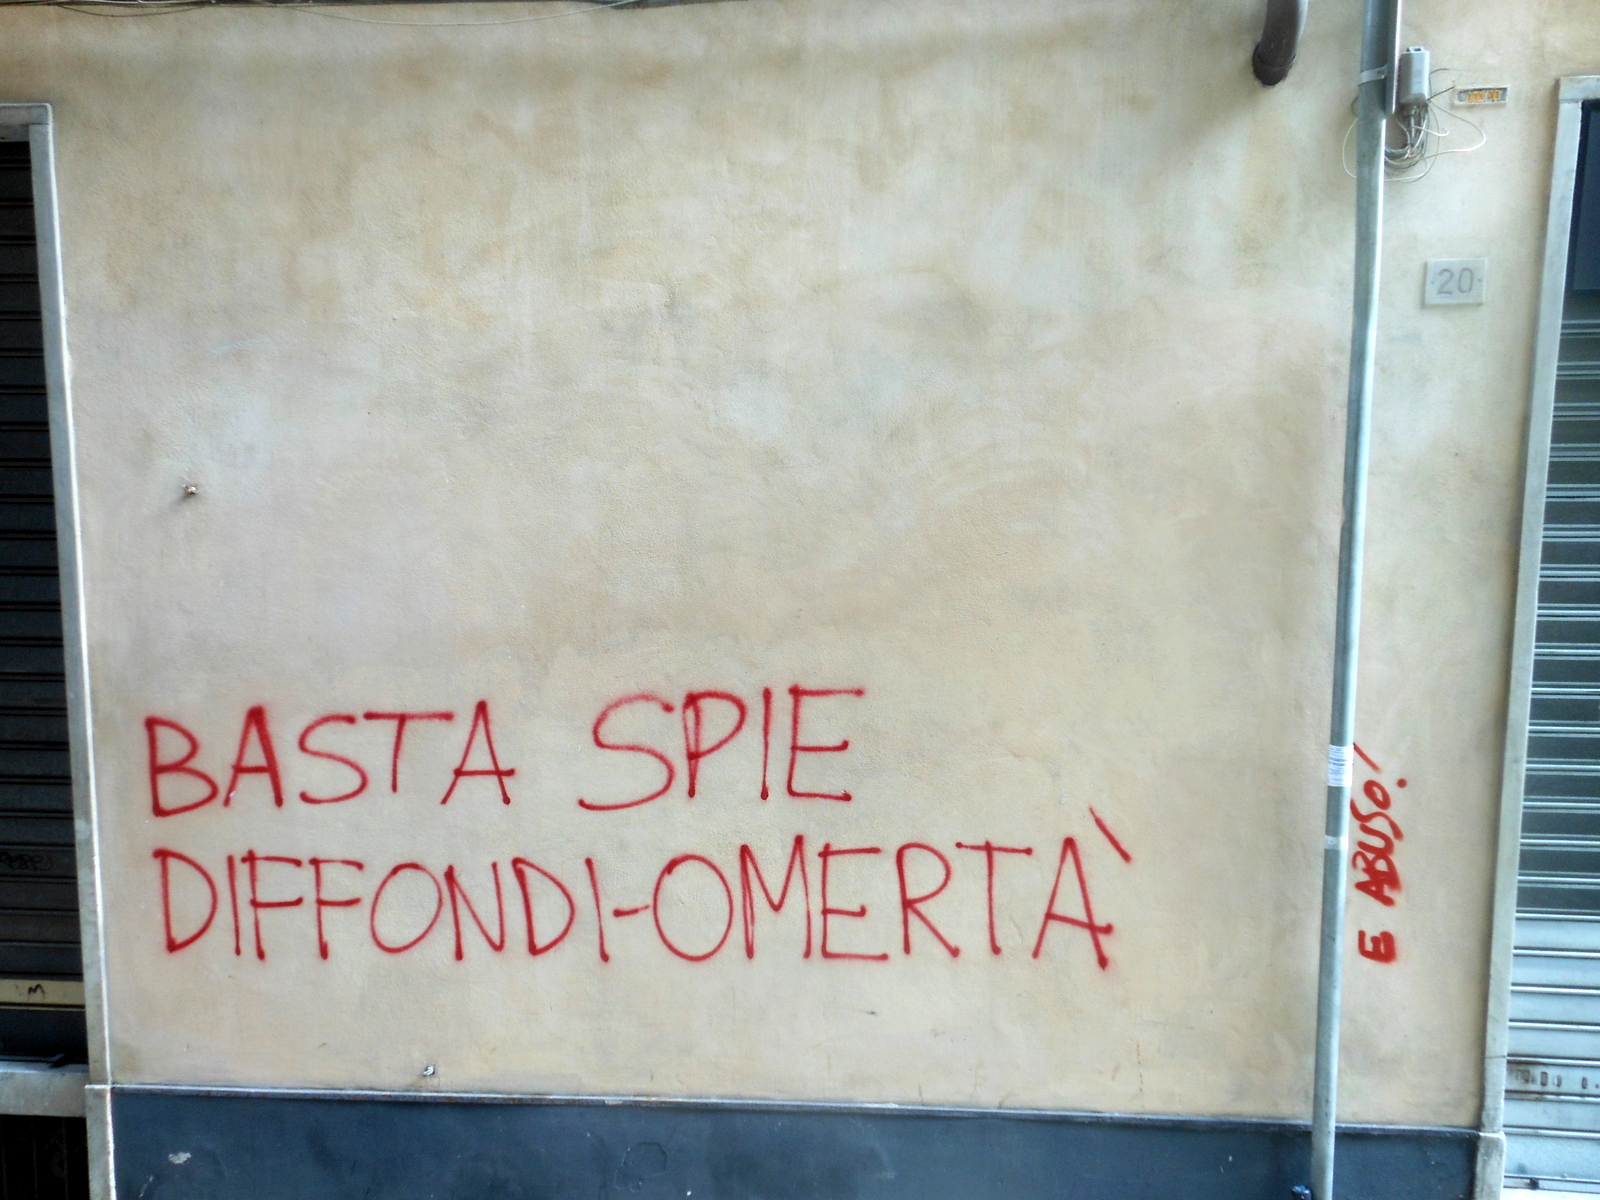 20
BASTA SPIE
DIFFONDI-OMERTÀ
E ABUSO!